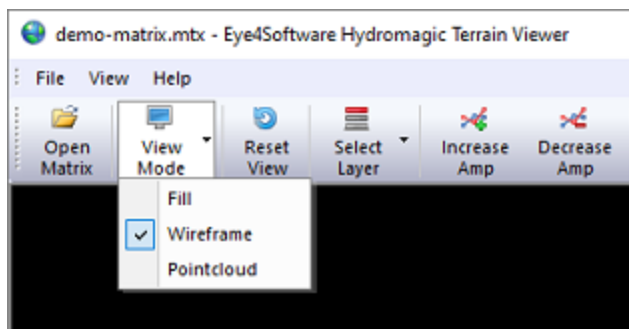 demo-matrix.mtx - Eye4Software Hydromagic Terrain Viewer
File View Help
Open Matrix
View Mode
Reset View
Select Layer
Increase Amp
Decrease Amp
Fill
Wireframe
Pointcloud